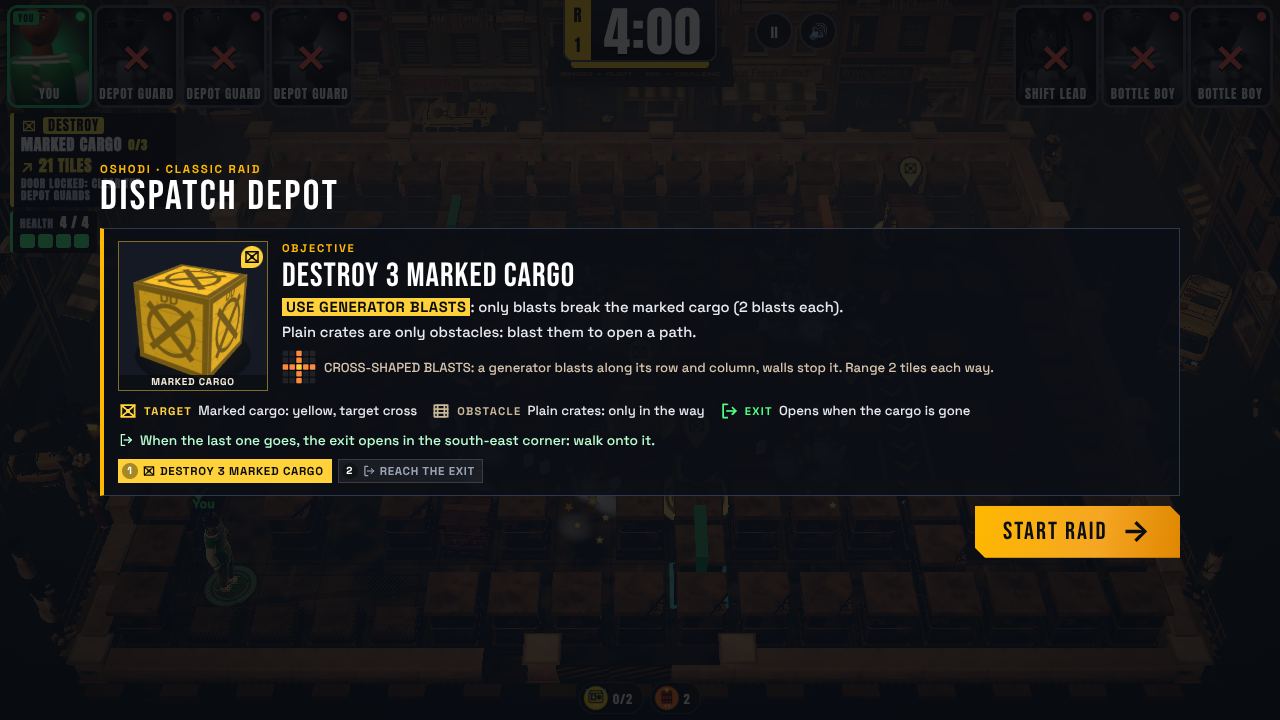 YOU
YOU
DEPOT GUARD
DEPOT GUARD
DEPOT GUARD
R 1
4:00
SHIFT LEAD
BOTTLE BOY
BOTTLE BOY
DESTROY
MARKED CARGO 0/3
21 TILES
DOOR LOCKED:
DEPOT GUARDS
HEALTH 4 / 4
OSHODI · CLASSIC RAID
DISPATCH DEPOT
OBJECTIVE
DESTROY 3 MARKED CARGO
USE GENERATOR BLASTS: only blasts break the marked cargo (2 blasts each).
Plain crates are only obstacles: blast them to open a path.
MARKED CARGO
CROSS-SHAPED BLASTS: a generator blasts along its row and column, walls stop it. Range 2 tiles each way.
TARGET Marked cargo: yellow, target cross OBSTACLE Plain crates: only in the way EXIT Opens when the cargo is gone
When the last one goes, the exit opens in the south-east corner: walk onto it.
1 DESTROY 3 MARKED CARGO 2 REACH THE EXIT
You
START RAID
0/2
2